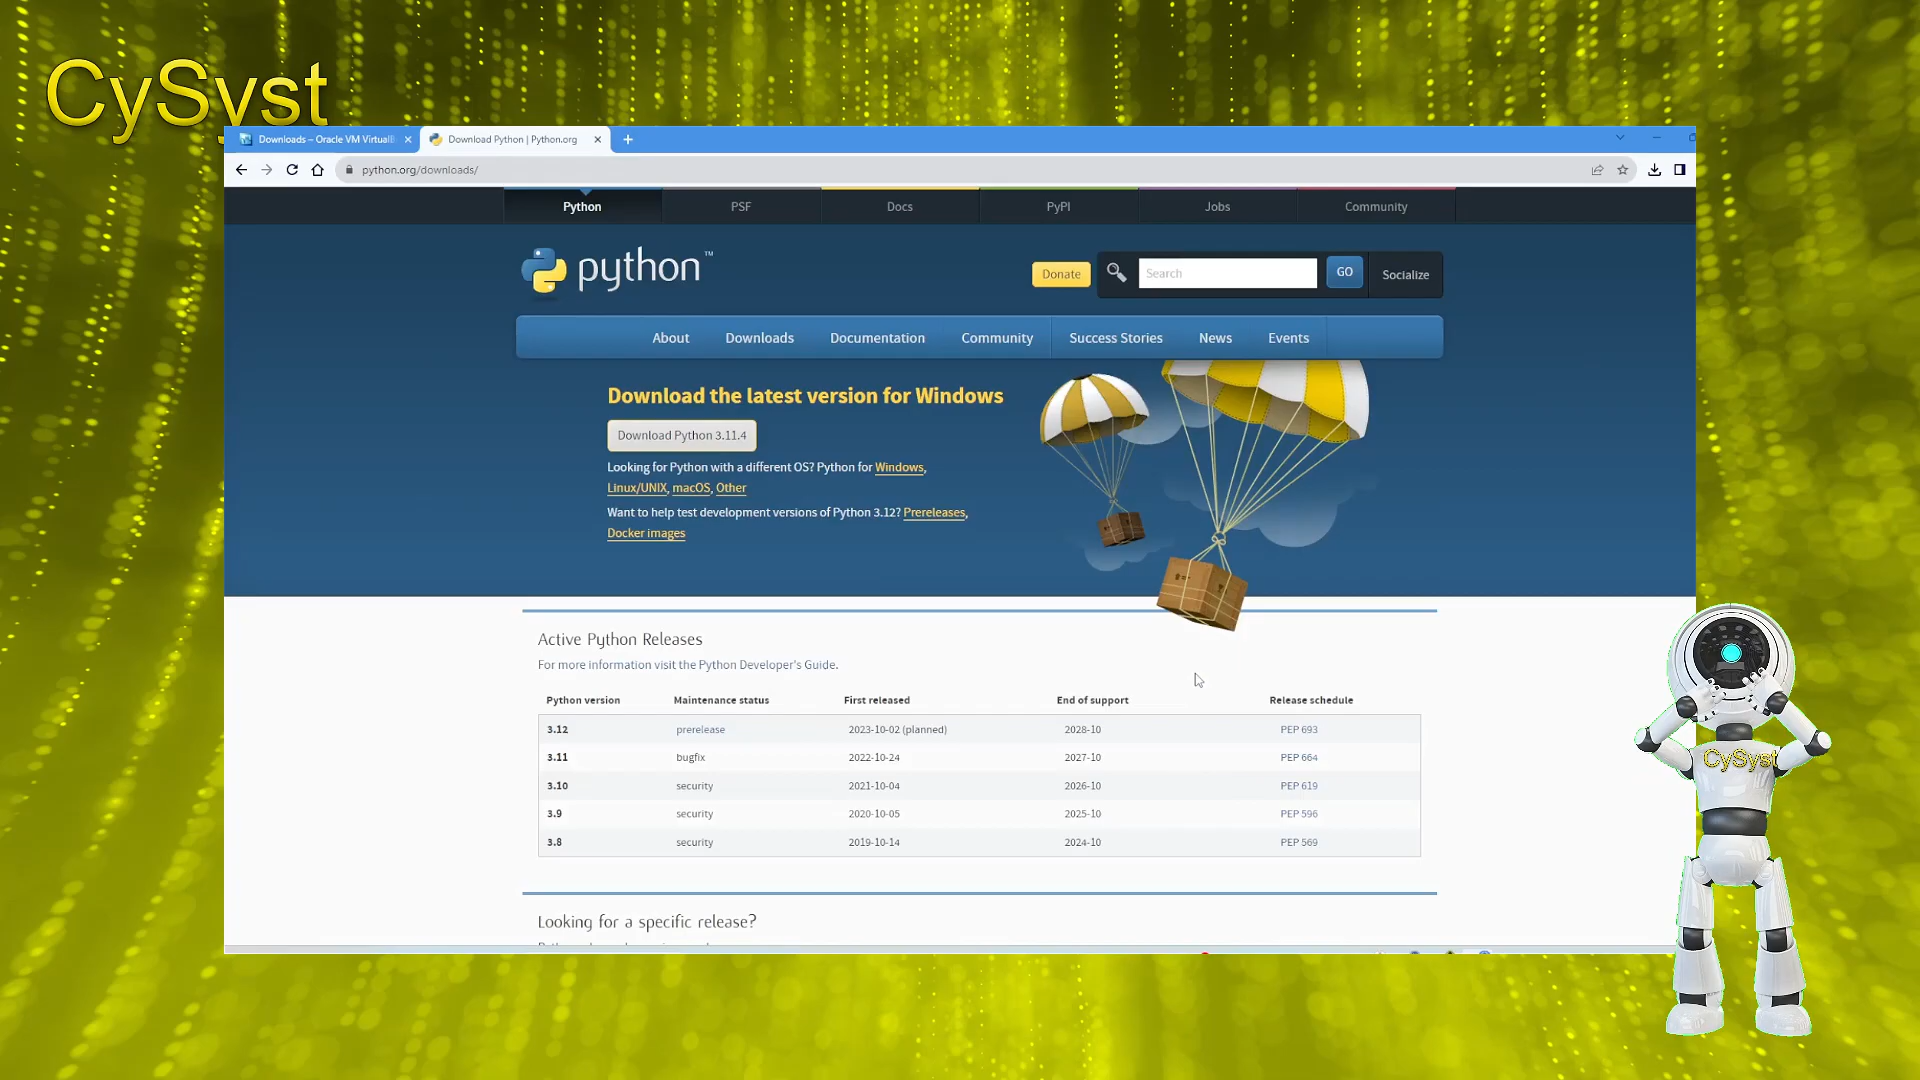 CySyst
Downloads – Oracle VM Virtual
Download Python | Python.org
python.org/downloads/
Python
PSF
Docs
PyPI
Jobs
Community
python™
Donate
Search
GO
Socialize
About
Downloads
Documentation
Community
Success Stories
News
Events
Download the latest version for Windows
Download Python 3.11.4
Looking for Python with a different OS? Python for Windows,
Linux/UNIX, macOS, Other
Want to help test development versions of Python 3.12? Prereleases,
Docker images
Active Python Releases
For more information visit the Python Developer's Guide.
Python version Maintenance status First released End of support Release schedule
3.12 prerelease 2023-10-02 (planned) 2028-10 PEP 693
3.11 bugfix 2022-10-24 2027-10 PEP 664
3.10 security 2021-10-04 2026-10 PEP 619
3.9 security 2020-10-05 2025-10 PEP 596
3.8 security 2019-10-14 2024-10 PEP 569
Looking for a specific release?
CySyst